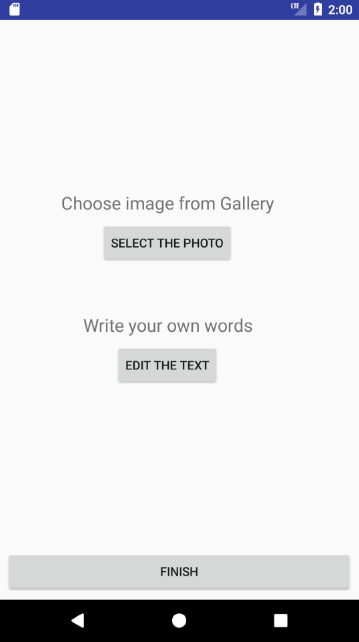 LTE 2:00
Choose image from Gallery
SELECT THE PHOTO
Write your own words
EDIT THE TEXT
FINISH